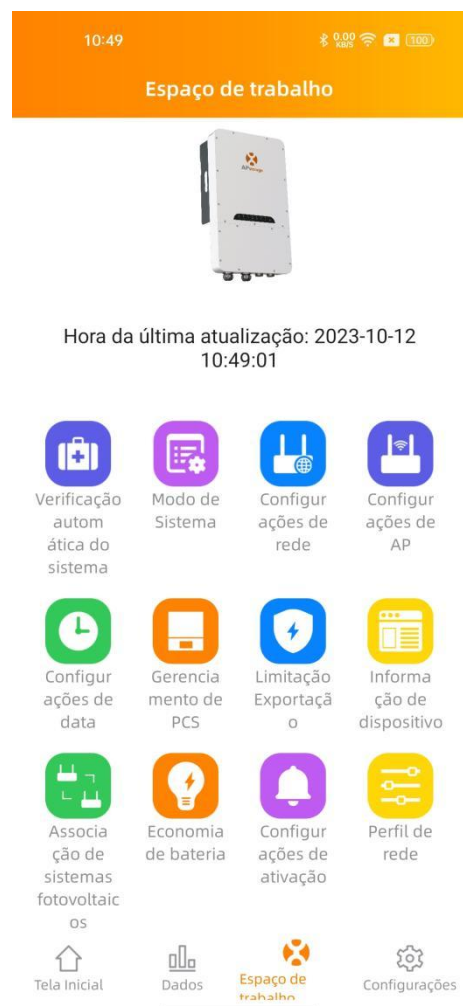 10:49
0.00
KB/S
100
Espaço de trabalho
APstorage
Hora da última atualização: 2023-10-12
10:49:01
Verificação
autom
ática do
sistema
Modo de
Sistema
Configur
ações de
rede
Configur
ações de
AP
Configur
ações de
data
Gerencia
mento de
PCS
Limitação
Exportaçã
o
Informa
ção de
dispositivo
Associa
ção de
sistemas
fotovoltaic
os
Economia
de bateria
Configur
ações de
ativação
Perfil de
rede
Tela Inicial
Dados
Espaço de
trabalho
Configurações